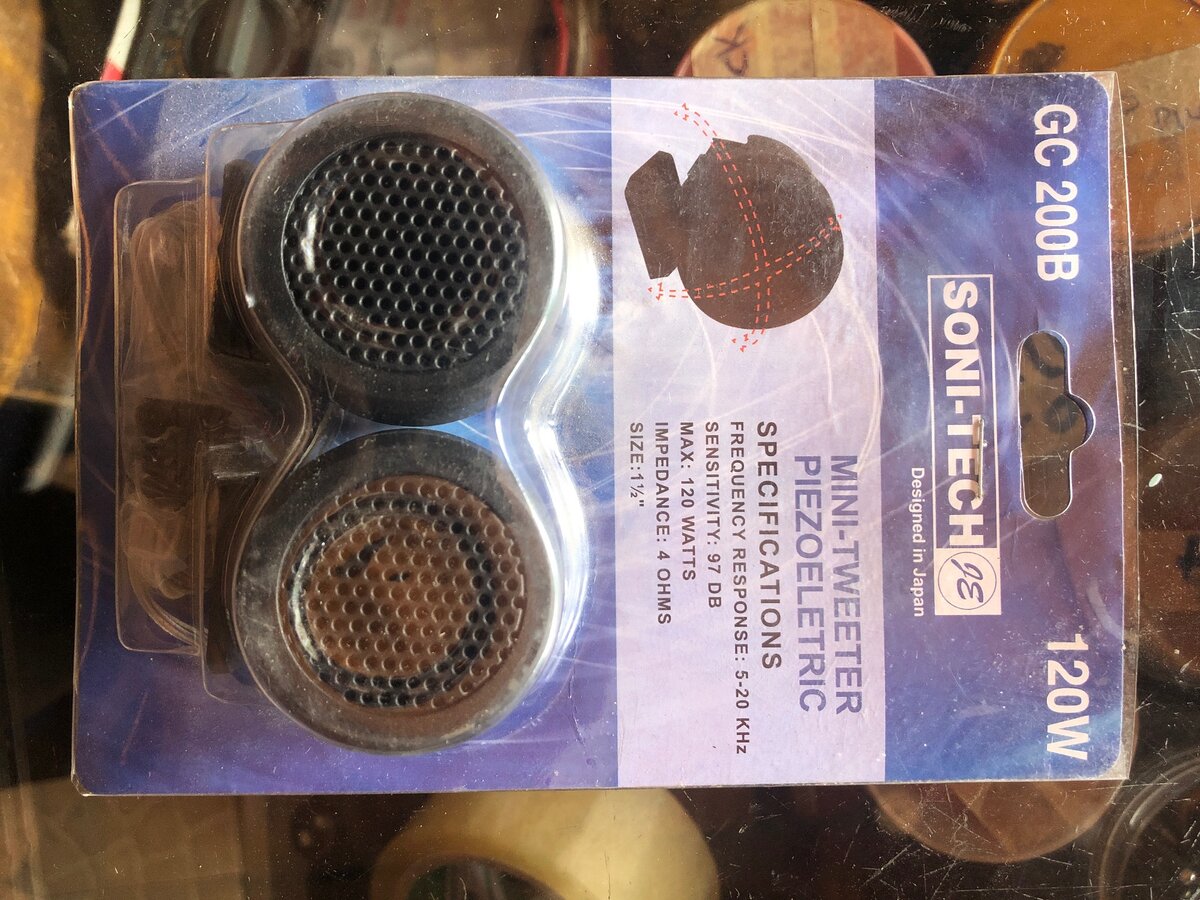 GC 200B
120W
SONI-TECH
Designed in Japan
MINI-TWEETER
PIEZOELETRIC
SPECIFICATIONS
FREQUENCY RESPONSE: 5-20 KHz
SENSITIVITY: 97 DB
MAX: 120 WATTS
IMPEDANCE: 4 OHMS
SIZE:1½"